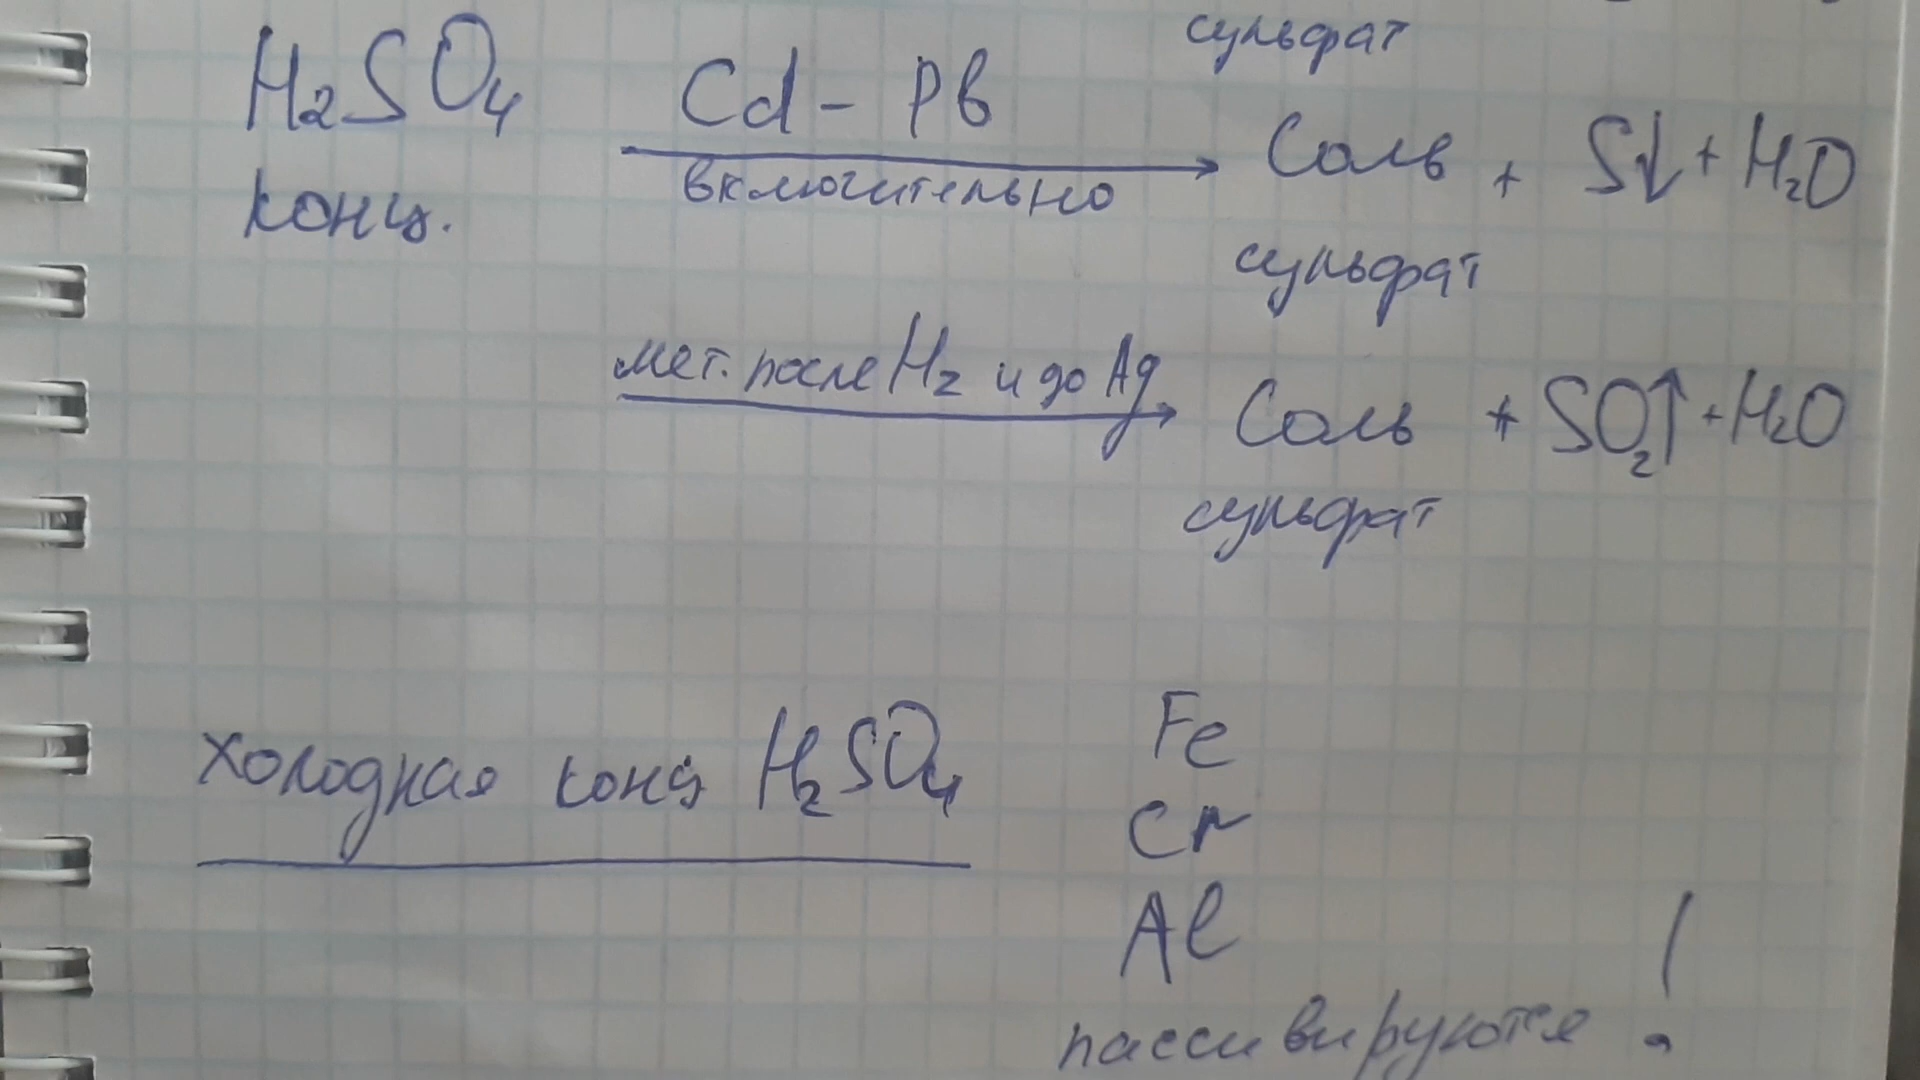 сульфат
H₂SO₄ Cd - Pb Соль + S↓ + H₂O
конц. включительно
сульфат
мет. после H₂ и до Ag Соль + SO₂↑ + H₂O
сульфат
Fe
холодная конц H₂SO₄
Cr
Al
пассивируются !